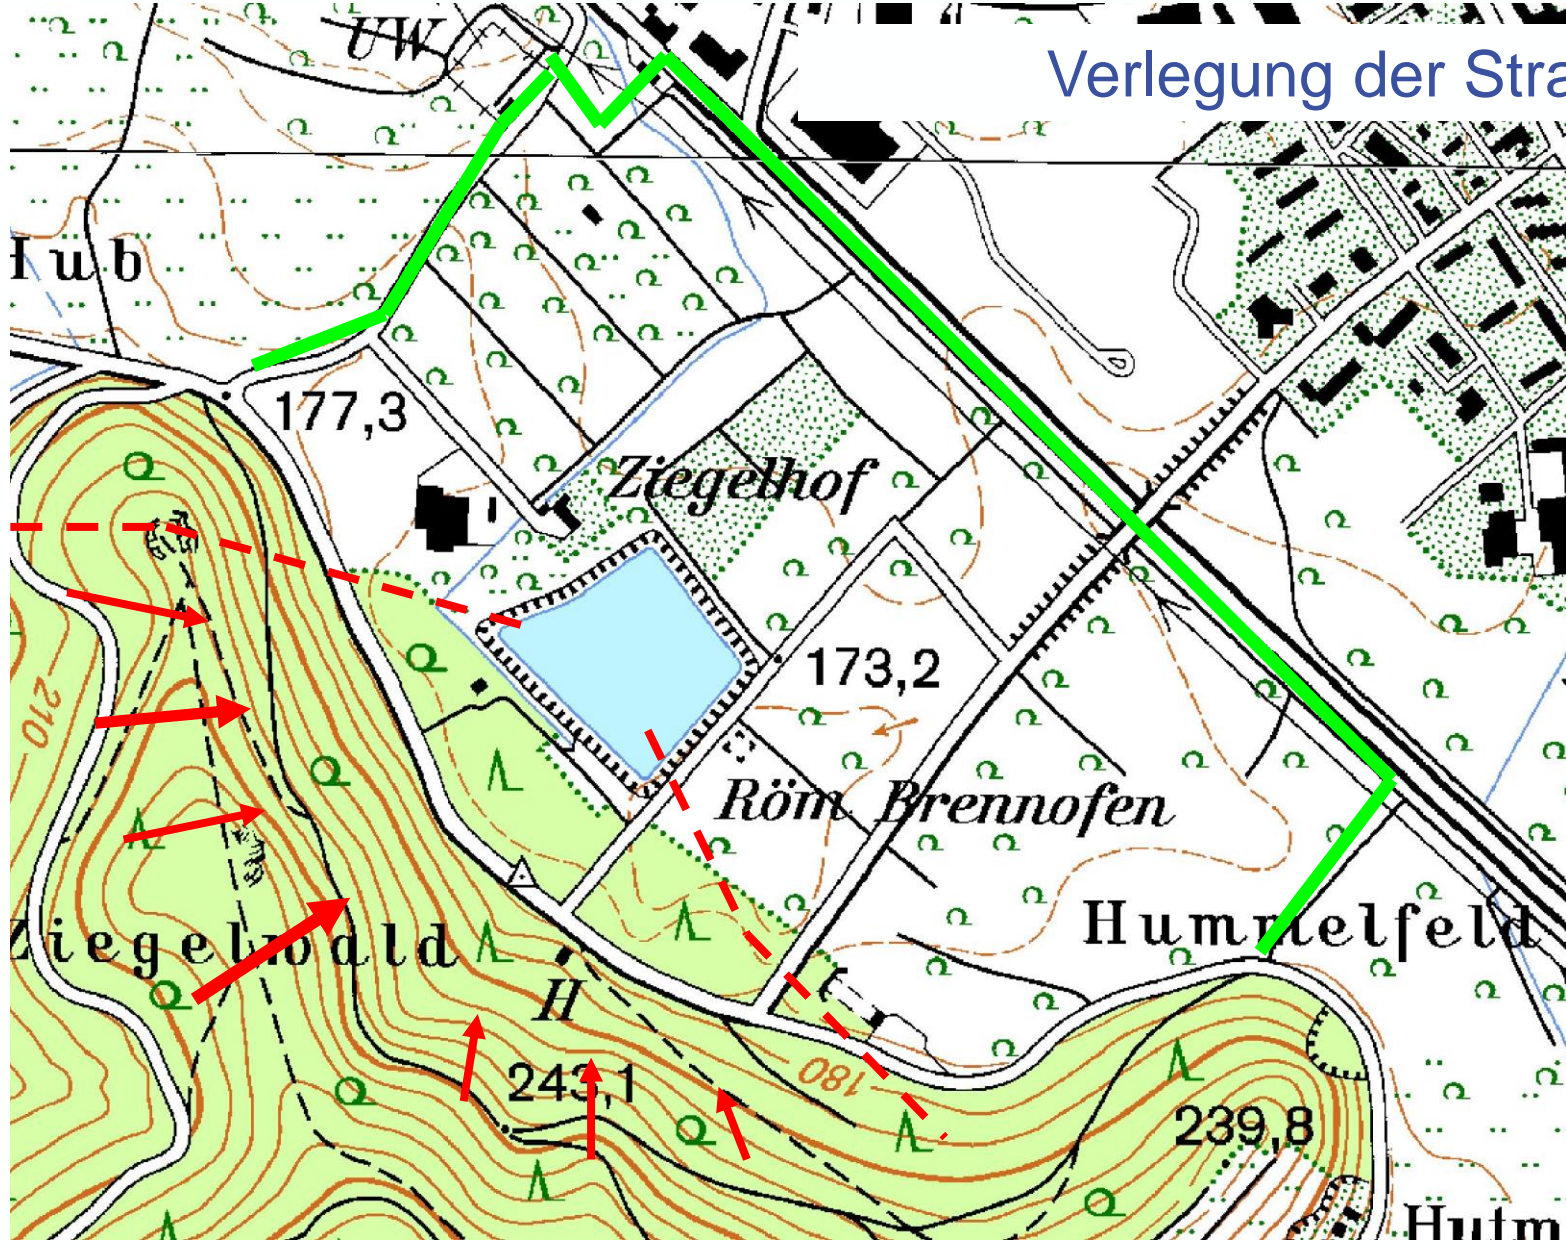 UW
Verlegung der Stra
Hub
177,3
Ziegelhof
173,2
210
Röm. Brennofen
Hummelfeld
Ziegelwald
H
243,1
180
239,8
Hutm